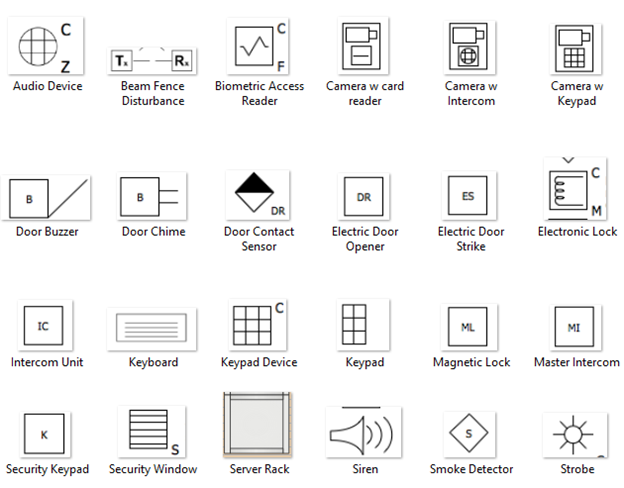 C
Z
Tx Rx
C
F
Audio Device
Beam Fence
Disturbance
Biometric Access
Reader
Camera w card
reader
Camera w
Intercom
Camera w
Keypad
B
B
DR
DR
ES
C
M
Door Buzzer
Door Chime
Door Contact
Sensor
Electric Door
Opener
Electric Door
Strike
Electronic Lock
IC
C
ML
MI
Intercom Unit
Keyboard
Keypad Device
Keypad
Magnetic Lock
Master Intercom
K
S
S
Security Keypad
Security Window
Server Rack
Siren
Smoke Detector
Strobe